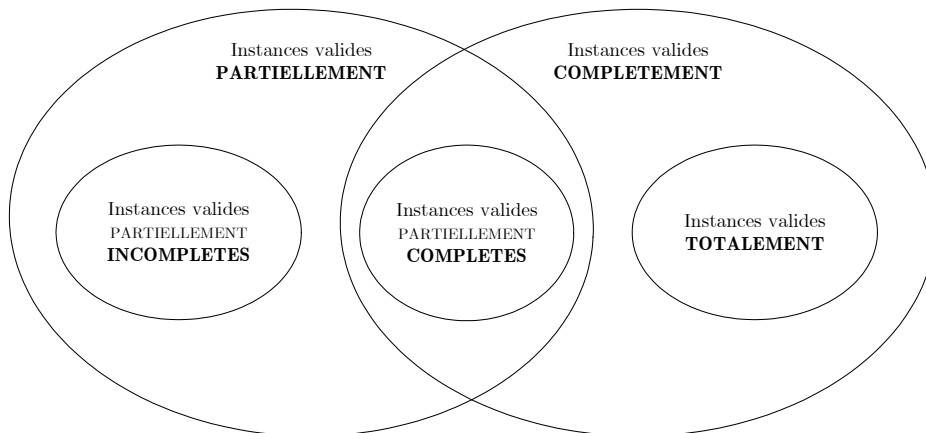 Instances valides
PARTIELLEMENT
Instances valides
COMPLETEMENT
Instances valides
PARTIELLEMENT
INCOMPLETES
Instances valides
PARTIELLEMENT
COMPLETES
Instances valides
TOTALEMENT